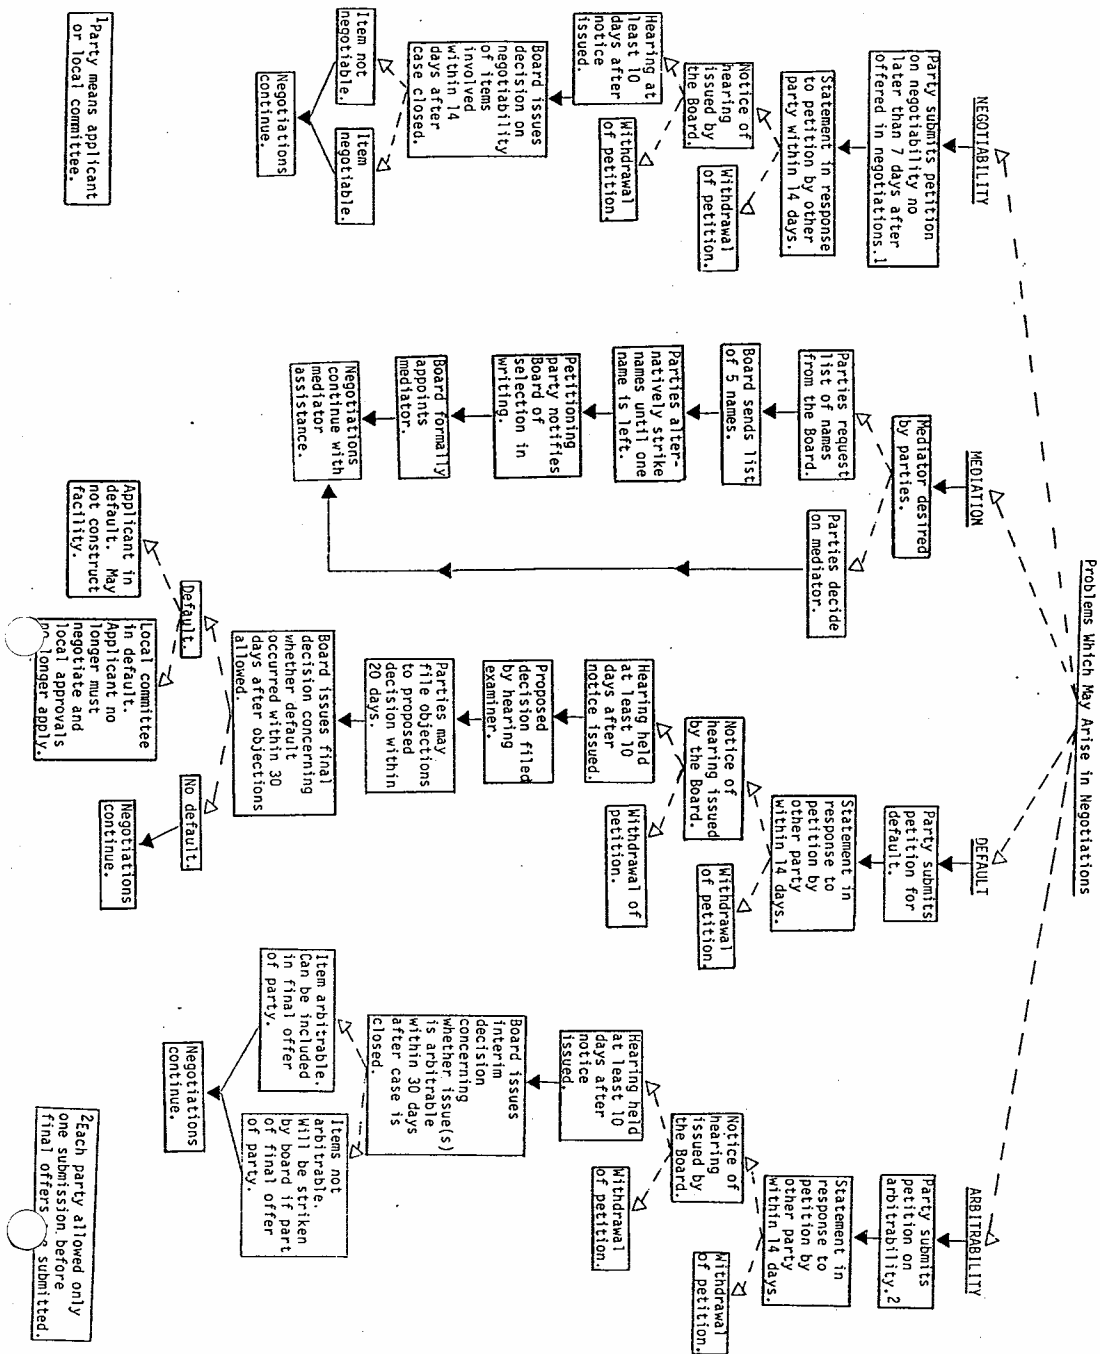 Problems Which May Arise in Negotiations
NEGOTIABILITY
Party submits petition
on negotiability no
later than 7 days after
offered in negotiations.1
Statement in response
to petition by other
party within 14 days.
Notice of
hearing
issued by
the Board.
Withdrawal
of petition.
Hearing at
least 10
days after
notice
issued.
Withdrawal
of petition.
Board issues
decision on
negotiability
of items
involved
within 14
days after
case closed.
Item not
negotiable.
Item
negotiable.
Negotiations
continue.
MEDIATION
Mediator desired
by parties.
Parties request
list of names
from the Board.
Parties decide
on mediator.
Board sends list
of 5 names.
Parties alter-
natively strike
names until one
name is left.
Petitioning
party notifies
Board of
selection in
writing.
Board formally
appoints
mediator.
Negotiations
continue with
mediator
assistance.
DEFAULT
Party submits
petition for
default.
Statement in
response to
petition by
other party
within 14 days.
Notice of
hearing issued
by the Board.
Withdrawal
of petition.
Hearing held
at least 10
days after
notice issued.
Withdrawal of
petition.
Proposed
decision filed
by hearing
examiner.
Parties may
file objections
to proposed
decision within
20 days.
Board issues final
decision concerning
whether default
occurred within 30
days after objections
allowed.
Default.
No default.
Applicant in
default. May
not construct
facility.
Local committee
in default.
Applicant no
longer must
negotiate and
local approvals
longer apply.
Negotiations
continue.
ARBITRABILITY
Party submits
petition on
arbitrability.2
Statement in
response to
petition by
other party
within 14 days.
Notice of
hearing
issued by
the Board.
Withdrawal
of petition.
Hearing held
at least 10
days after
notice
issued.
Withdrawal
of petition.
Board issues
interim
decision
concerning
whether issue(s)
is arbitrable
within 30 days
after case is
closed.
Item arbitrable.
Can be included
in final offer
of party.
Items not
arbitrable.
Will be striken
by board if part
of final offer
of party.
Negotiations
continue.
1Party means applicant
or local committee.
2Each party allowed only
one submission before
final offers submitted.